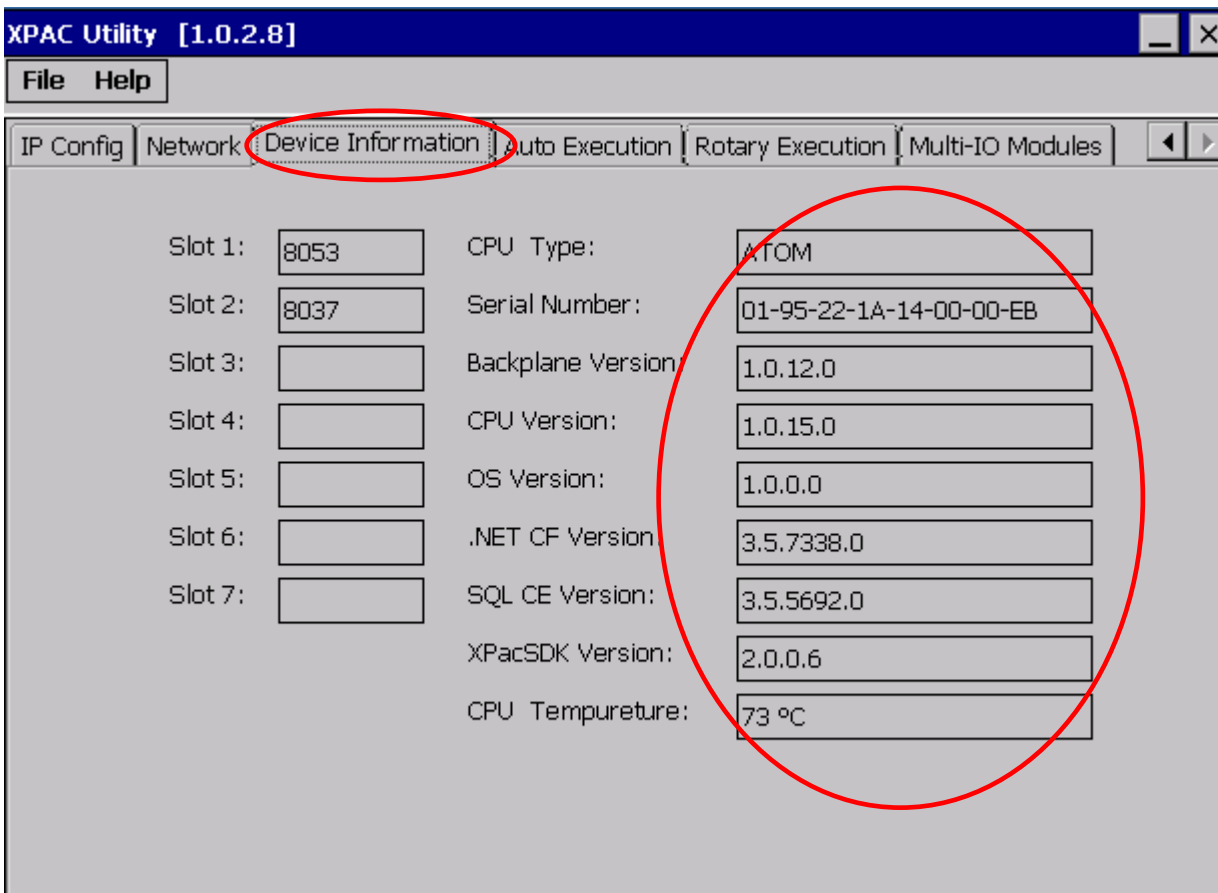 XPAC Utility [1.0.2.8]
File Help
IP Config Network Device Information Auto Execution Rotary Execution Multi-IO Modules
Slot 1: 8053 CPU Type: ATOM
Slot 2: 8037 Serial Number: 01-95-22-1A-14-00-00-EB
Slot 3: Backplane Version: 1.0.12.0
Slot 4: CPU Version: 1.0.15.0
Slot 5: OS Version: 1.0.0.0
Slot 6: .NET CF Version: 3.5.7338.0
Slot 7: SQL CE Version: 3.5.5692.0
XPacSDK Version: 2.0.0.6
CPU Tempureture: 73 ºC